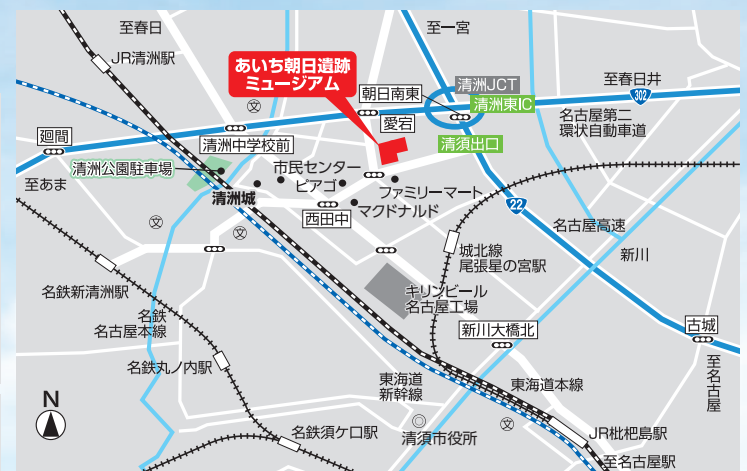 至春日
至一宮
JR清洲駅
あいち朝日遺跡
ミュージアム
清洲JCT
朝日南東
清洲東IC
至春日井
302
名古屋第二
環状自動車道
愛宕
廻間
文
清洲中学校前
清須出口
清洲公園駐車場
市民センター
至あま
ピアゴ
ファミリーマート
清洲城
マクドナルド
西田中
22
名古屋高速
文
文
城北線
尾張星の宮駅
新川
名鉄新清洲駅
キリンビール
名古屋工場
名鉄
名古屋本線
新川大橋北
古城
名鉄丸ノ内駅
至名古屋
東海道
新幹線
東海道本線
N
名鉄須ケ口駅
清須市役所
文
JR枇杷島駅
至名古屋駅